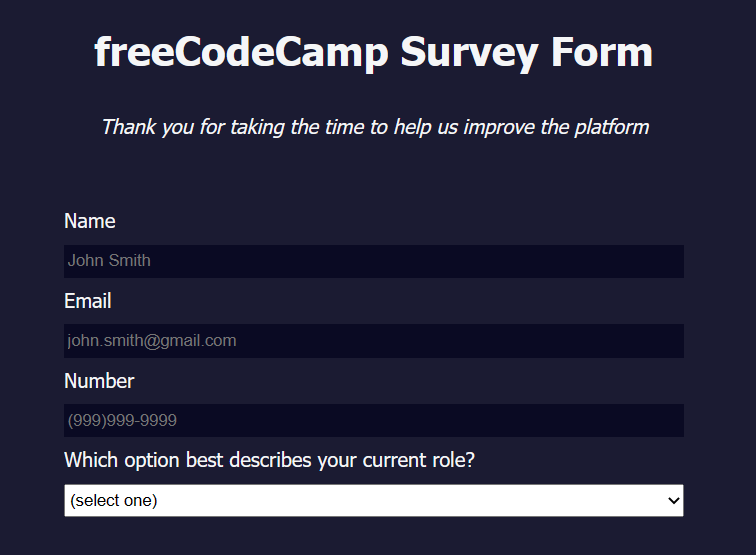 freeCodeCamp Survey Form
Thank you for taking the time to help us improve the platform
Name
John Smith
Email
john.smith@gmail.com
Number
(999)999-9999
Which option best describes your current role?
(select one)